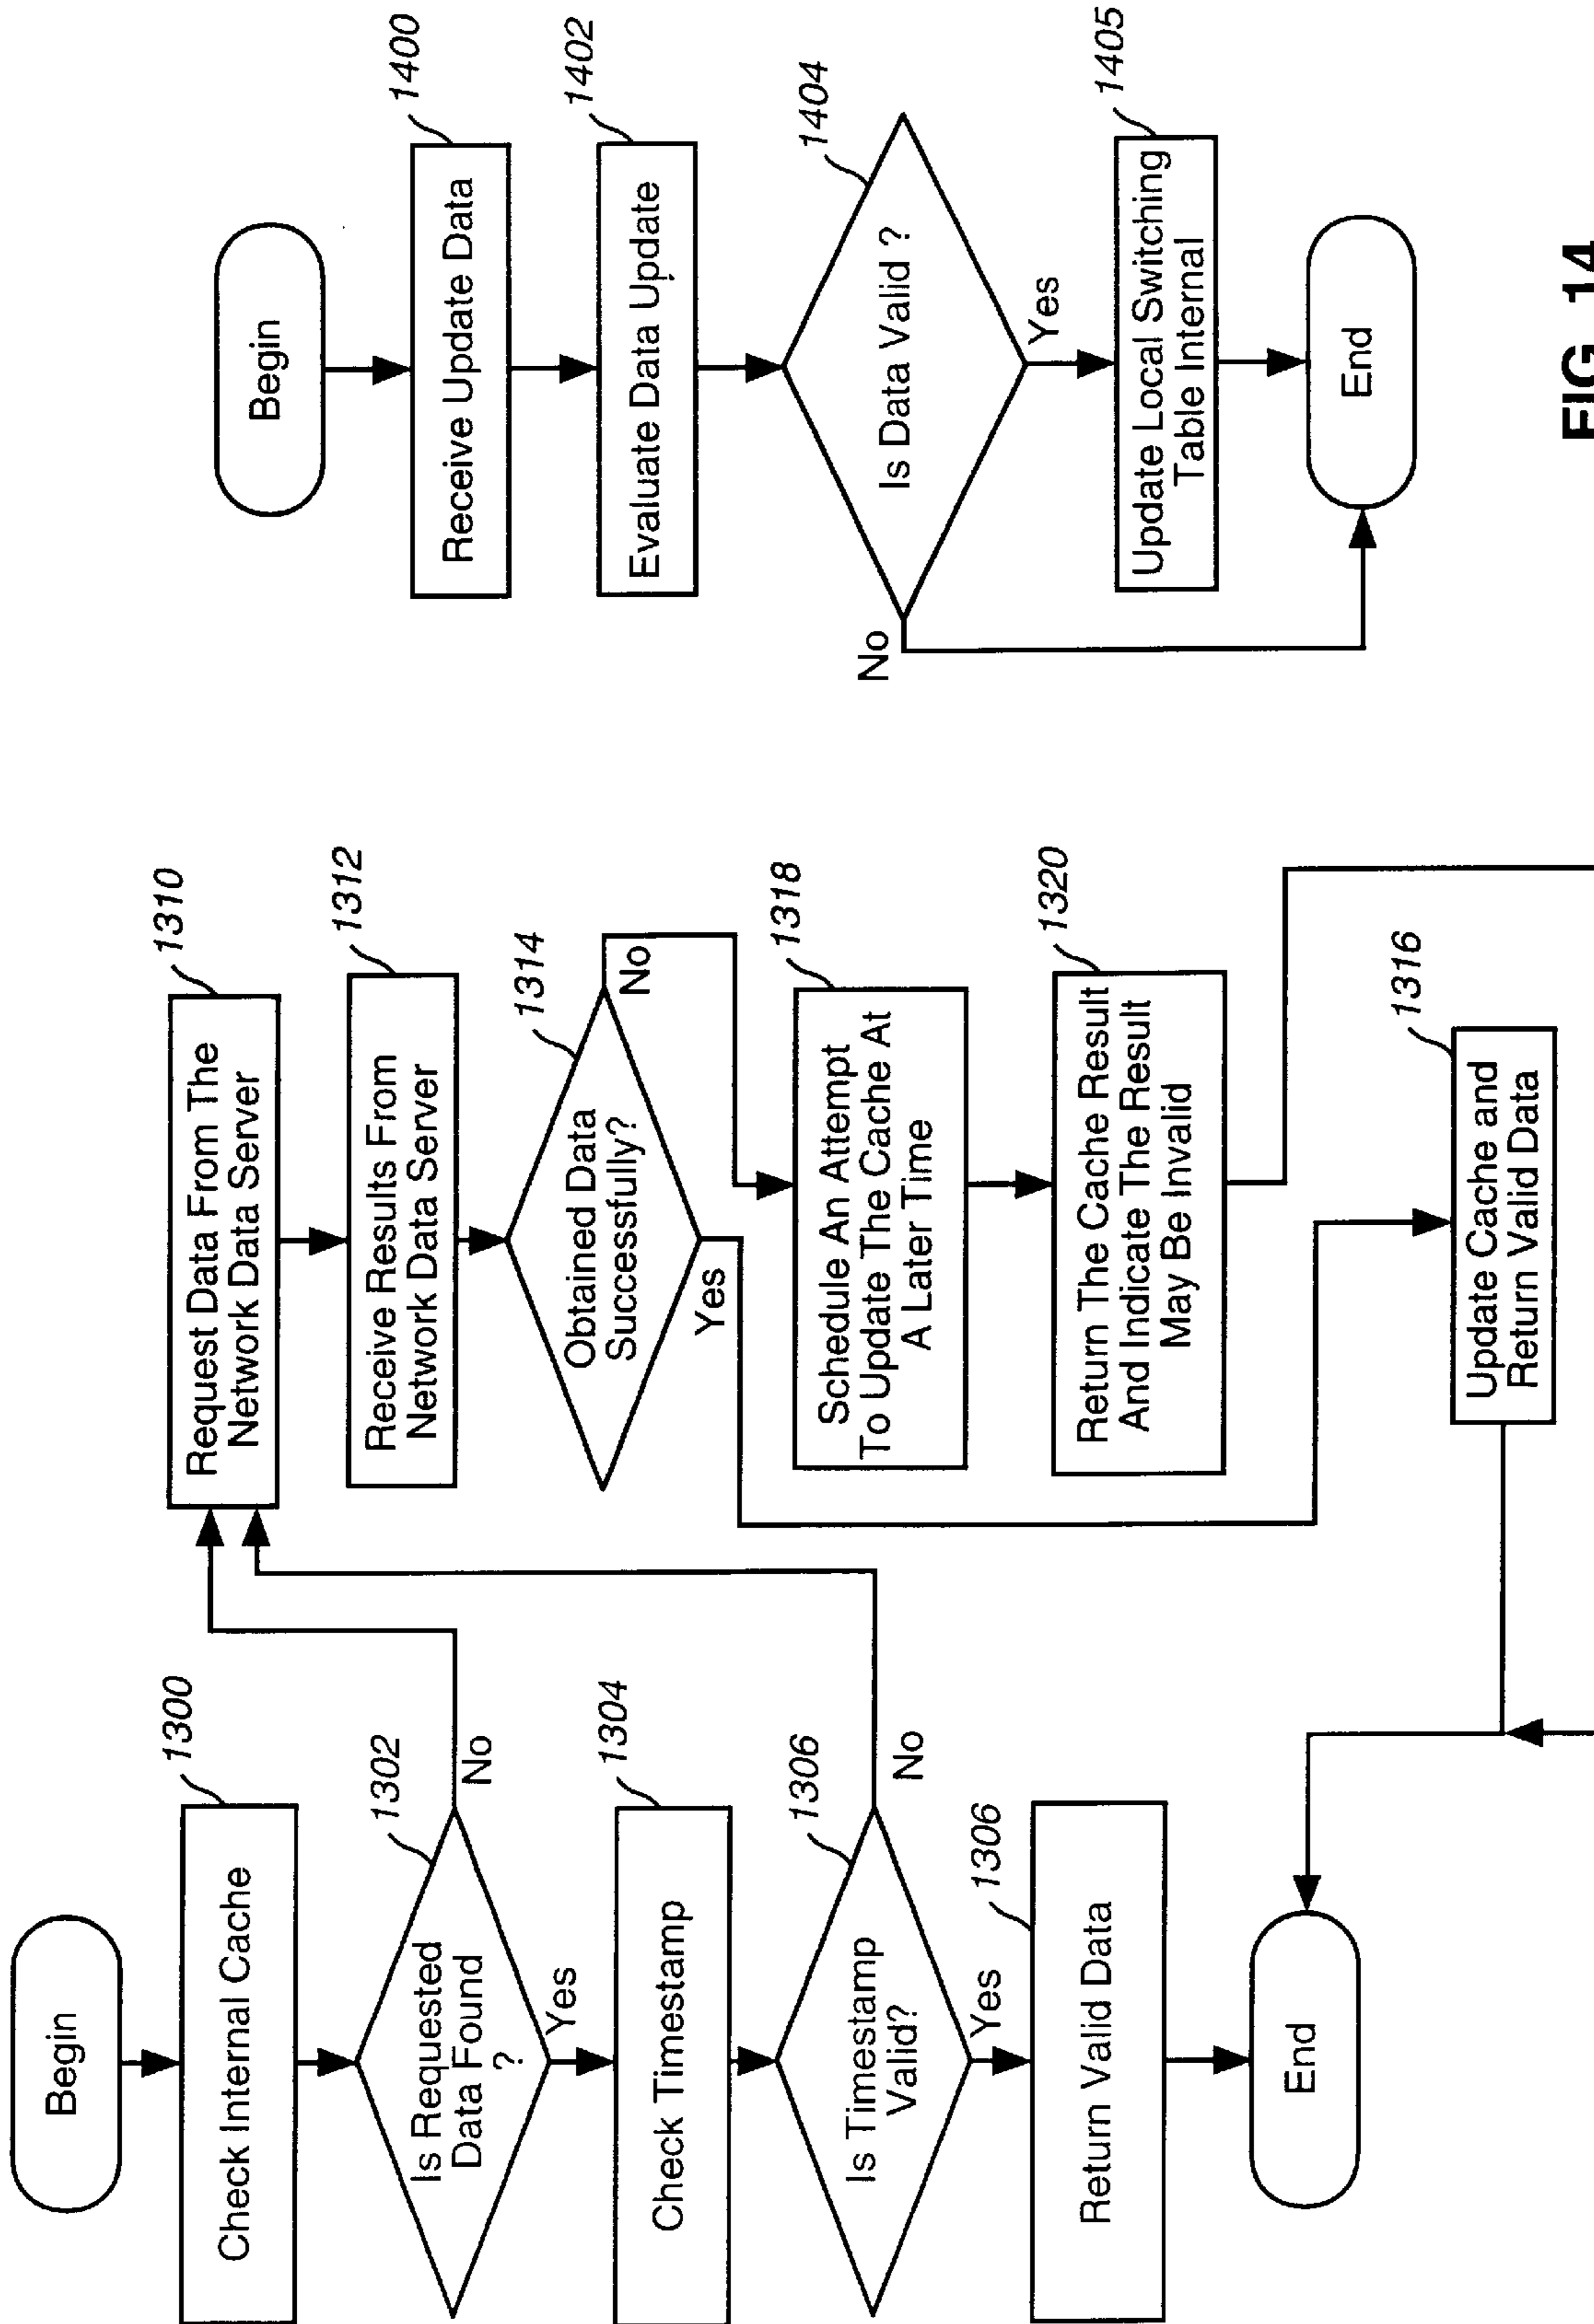 Begin
1300
Check Internal Cache
1302
Is Requested
Data Found
?
No
Yes
1304
Check Timestamp
1306
Is Timestamp
Valid?
No
Yes
1306
Return Valid Data
End
1310
Request Data From The
Network Data Server
1312
Receive Results From
Network Data Server
1314
Obtained Data
Successfully?
No
Yes
1318
Schedule An Attempt
To Update The Cache At
A Later Time
1320
Return The Cache Result
And Indicate The Result
May Be Invalid
1316
Update Cache and
Return Valid Data
Begin
1400
Receive Update Data
1402
Evaluate Data Update
1404
Is Data Valid ?
No
Yes
1405
Update Local Switching
Table Internal
End
FIG. 14